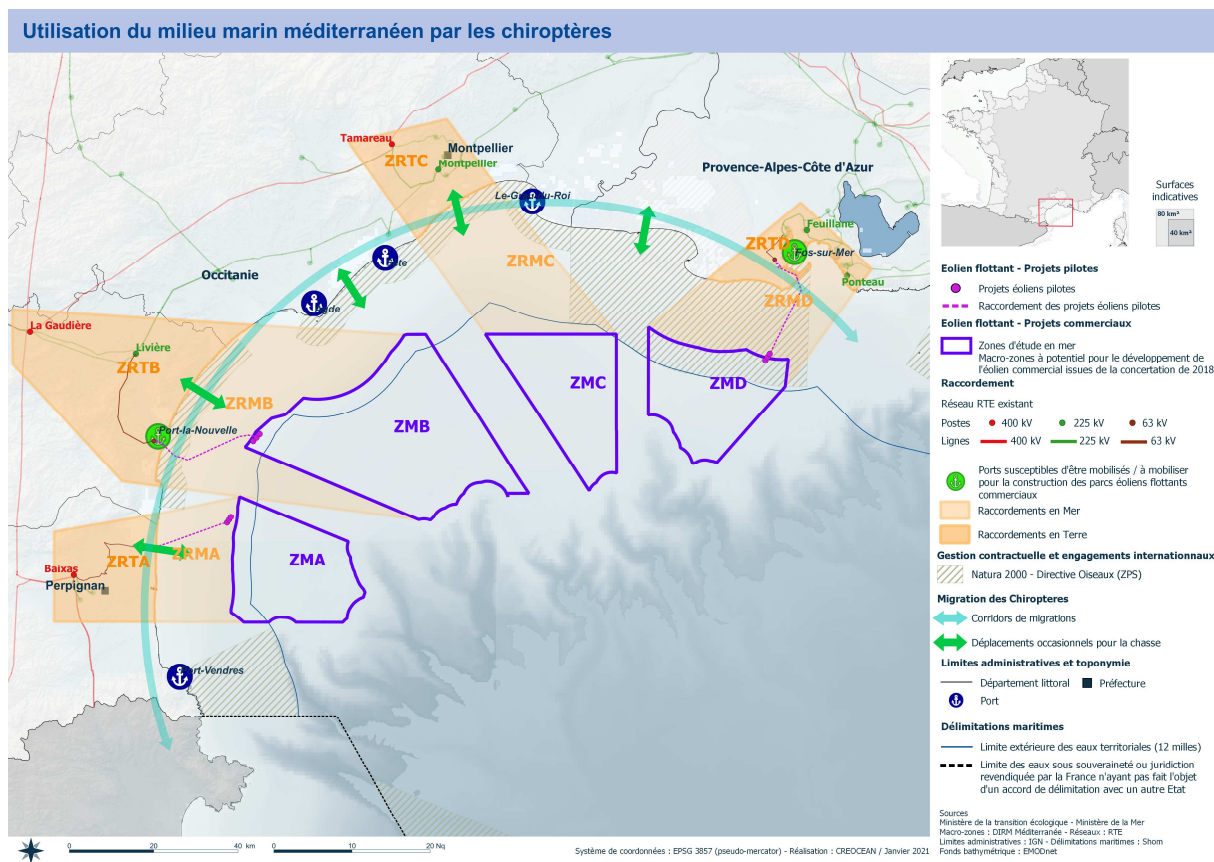 Utilisation du milieu marin méditerranéen par les chiroptères
Tamareau
ZRTC
Montpellier
Montpellier
Provence-Alpes-Côte d'Azur
Le-Grau-du-Roi
Feuillane
ZRTD
Fos-sur-Mer
ZRMC
Occitanie
Ponteau
ZRMD
La Gaudière
Livière
ZRTB
ZMC
ZMD
ZRMB
ZMB
Port-la-Nouvelle
ZRTA
ZRMA
ZMA
Baixas
Perpignan
Port-Vendres
Surfaces
indicatives
80 km²
40 km²
Eolien flottant - Projets pilotes
Projets éoliens pilotes
Raccordement des projets éoliens pilotes
Eolien flottant - Projets commerciaux
Zones d'étude en mer
Macro-zones à potentiel pour le développement de
l'éolien commercial issues de la concertation de 2018
Raccordement
Réseau RTE existant
Postes 400 kV 225 kV 63 kV
Lignes 400 kV 225 kV 63 kV
Ports susceptibles d'être mobilisés / à mobiliser
pour la construction des parcs éoliens flottants
commerciaux
Raccordements en Mer
Raccordements en Terre
Gestion contractuelle et engagements internationaux
Natura 2000 - Directive Oiseaux (ZPS)
Migration des Chiropteres
Corridors de migrations
Déplacements occasionnels pour la chasse
Limites administratives et toponymie
Département littoral Préfecture
Port
Délimitations maritimes
Limite extérieure des eaux territoriales (12 milles)
Limite des eaux sous souveraineté ou juridiction
revendiquée par la France n'ayant pas fait l'objet
d'un accord de délimitation avec un autre Etat
Sources
Ministère de la transition écologique - Ministère de la Mer
Macro-zones : DIRM Méditerranée - Réseaux : RTE
Limites administratives : IGN - Délimitations maritimes : Shom
Fonds bathymétrique : EMODnet
0 20 40 km
0 10 20 Nq
Système de coordonnées : EPSG 3857 (pseudo-mercator) - Réalisation : CREOCEAN / Janvier 2021